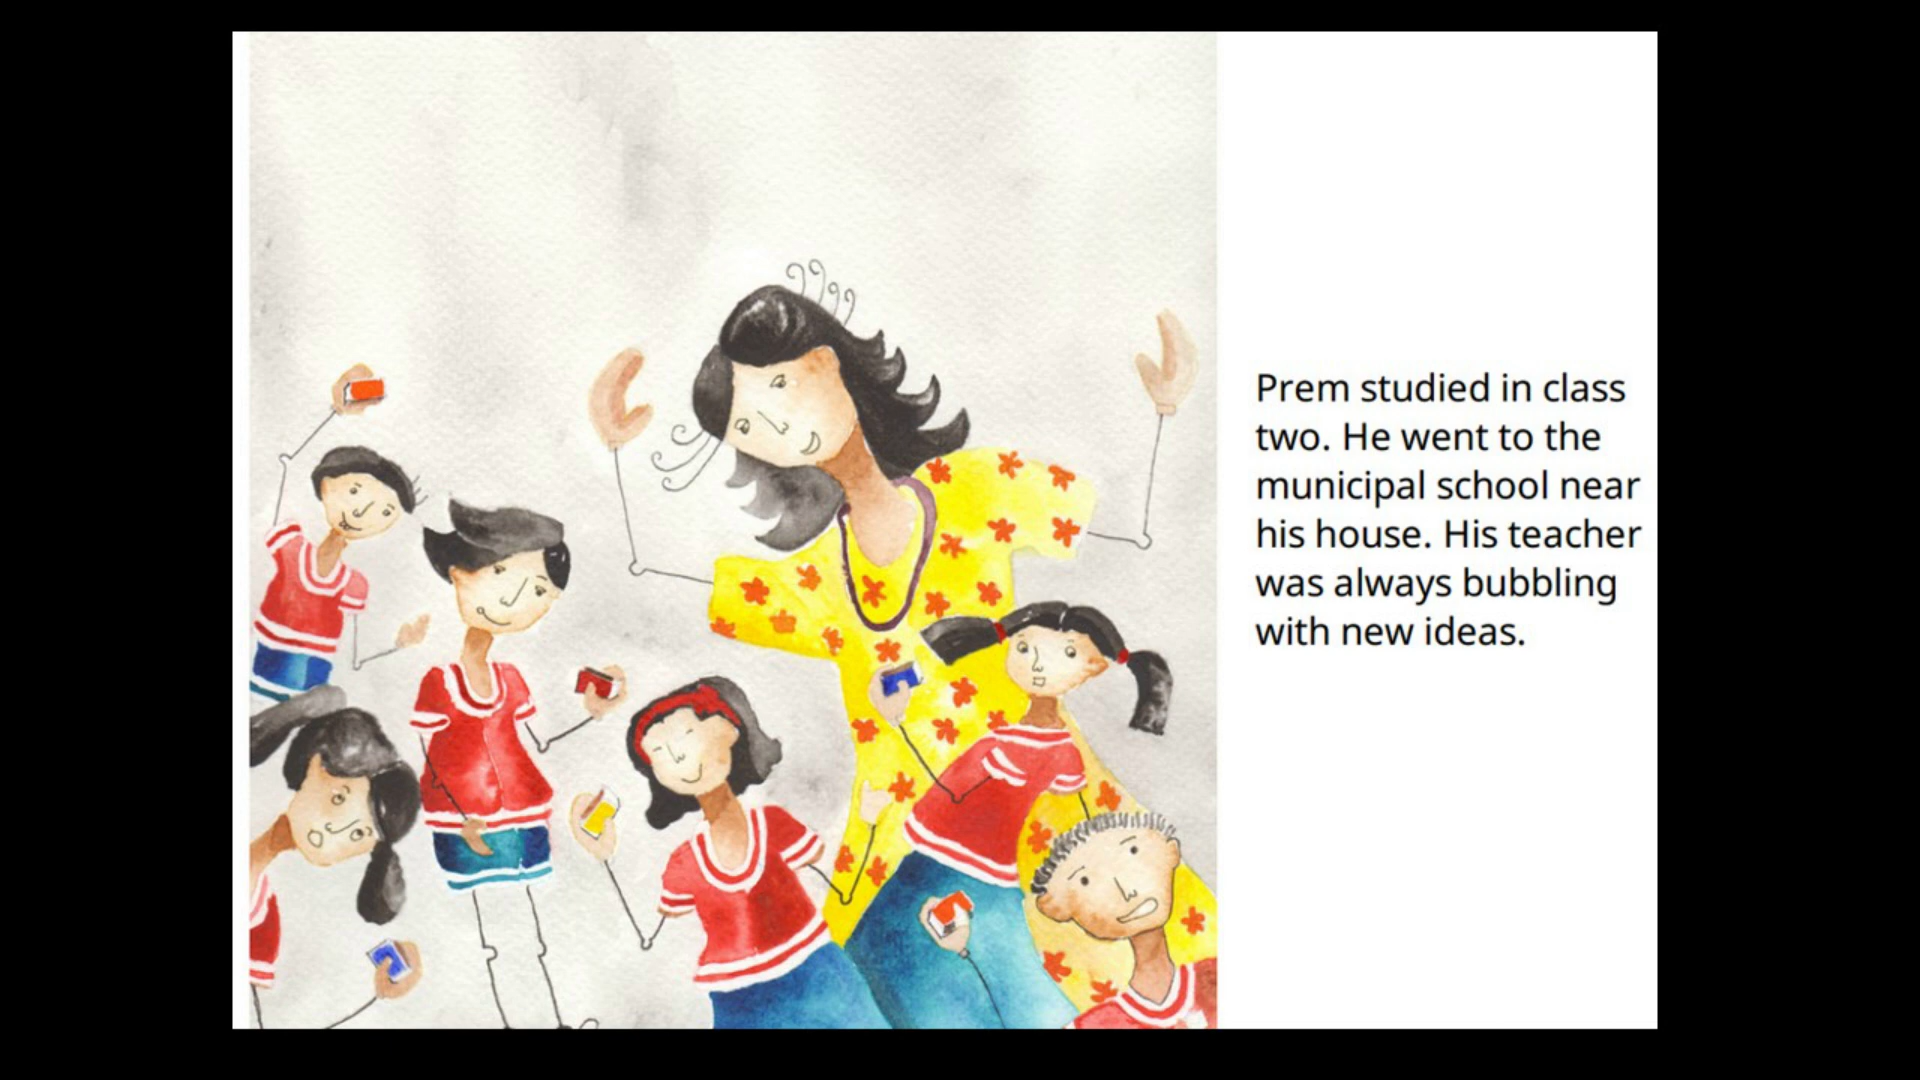 Prem studied in class
two. He went to the
municipal school near
his house. His teacher
was always bubbling
with new ideas.